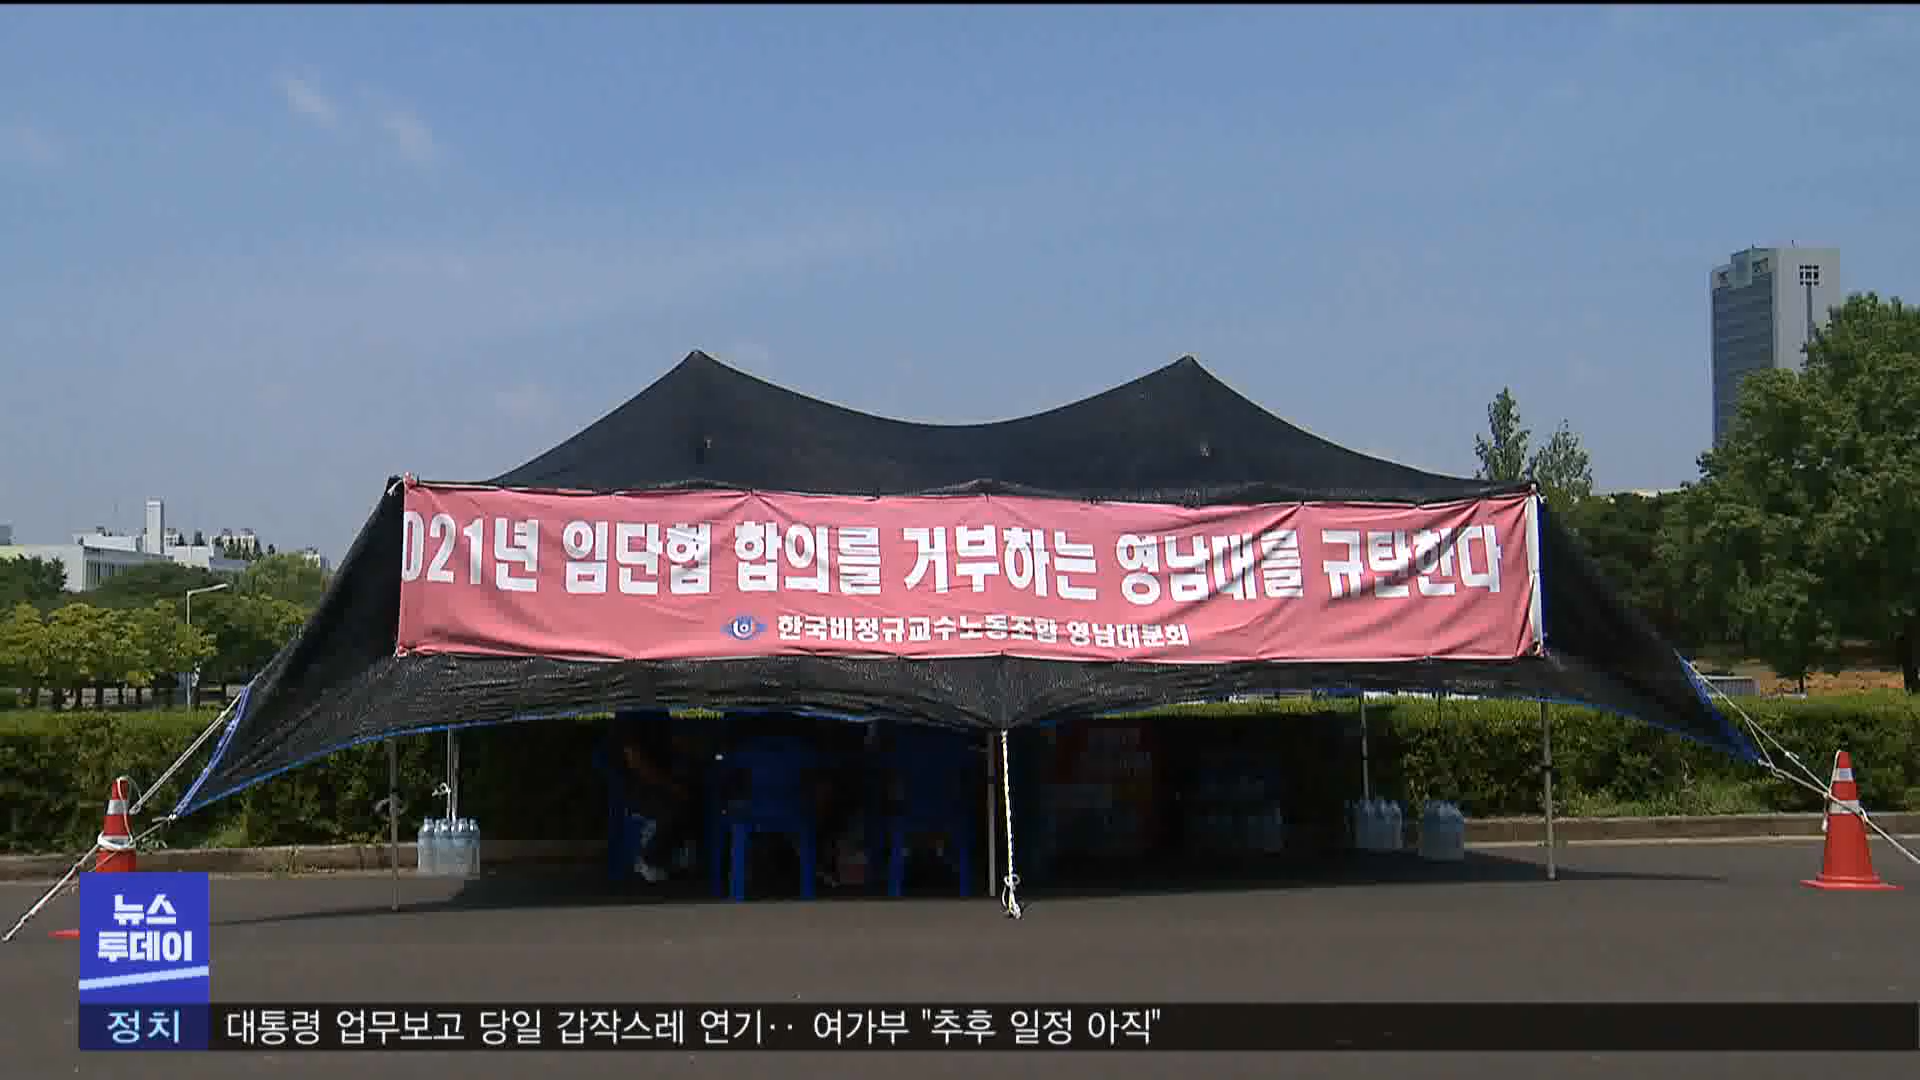 021년 임단협 합의를 거부하는 영남대를 규탄한다
한국비정규교수노동조합 영남대분회
뉴스
투데이
정치 대통령 업무보고 당일 갑작스레 연기‥ 여가부 "추후 일정 아직"